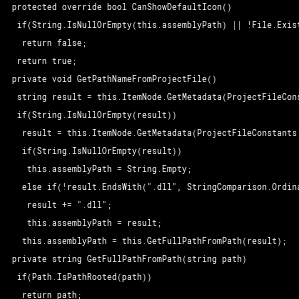 protected override bool CanShowDefaultIcon()
if(String.IsNullOrEmpty(this.assemblyPath) || !File.Exist
return false;
return true;
private void GetPathNameFromProjectFile()
string result = this.ItemNode.GetMetadata(ProjectFileCons
if(String.IsNullOrEmpty(result))
result = this.ItemNode.GetMetadata(ProjectFileConstants
if(String.IsNullOrEmpty(result))
this.assemblyPath = String.Empty;
else if(!result.EndsWith(".dll", StringComparison.Ordina
result += ".dll";
this.assemblyPath = result;
this.assemblyPath = this.GetFullPathFromPath(result);
private string GetFullPathFromPath(string path)
if(Path.IsPathRooted(path))
return path;